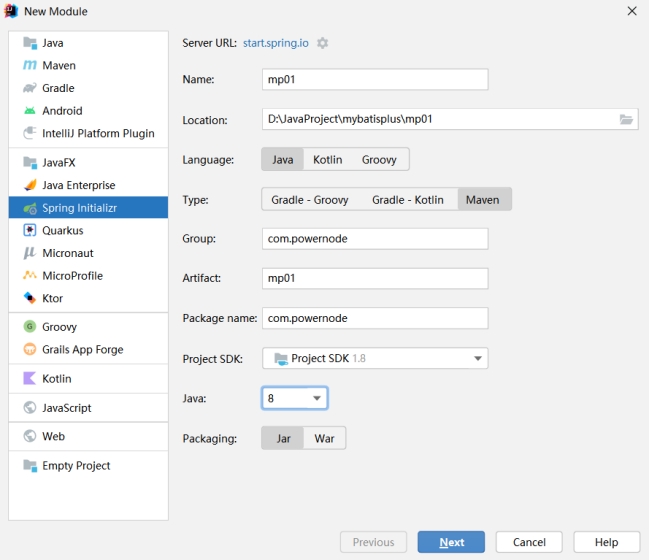 New Module
Java
Maven
Gradle
Android
IntelliJ Platform Plugin
JavaFX
Java Enterprise
Spring Initializr
Quarkus
Micronaut
MicroProfile
Ktor
Groovy
Grails App Forge
Kotlin
JavaScript
Web
Empty Project
Server URL: start.spring.io
Name: mp01
Location: D:\JavaProject\mybatisplus\mp01
Language: Java Kotlin Groovy
Type: Gradle - Groovy Gradle - Kotlin Maven
Group: com.powernode
Artifact: mp01
Package name: com.powernode
Project SDK: Project SDK 1.8
Java: 8
Packaging: Jar War
Previous Next Cancel Help